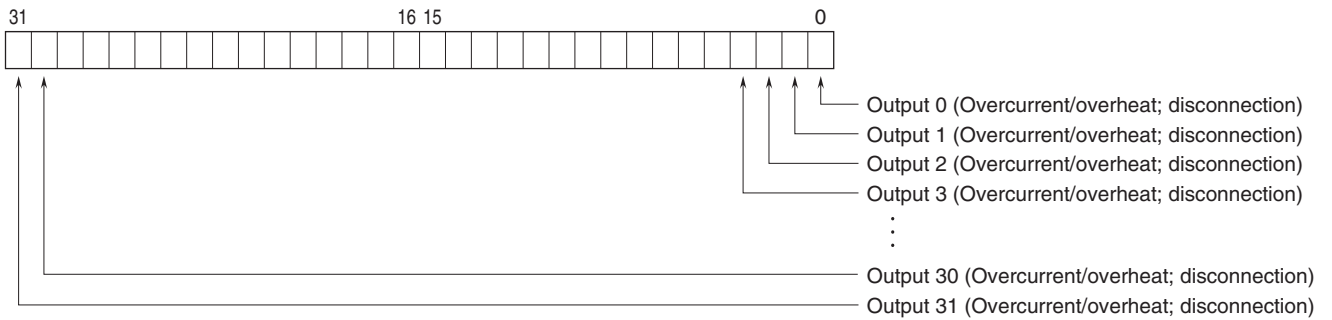 31 16 15 0
Output 0 (Overcurrent/overheat; disconnection)
Output 1 (Overcurrent/overheat; disconnection)
Output 2 (Overcurrent/overheat; disconnection)
Output 3 (Overcurrent/overheat; disconnection)
Output 30 (Overcurrent/overheat; disconnection)
Output 31 (Overcurrent/overheat; disconnection)